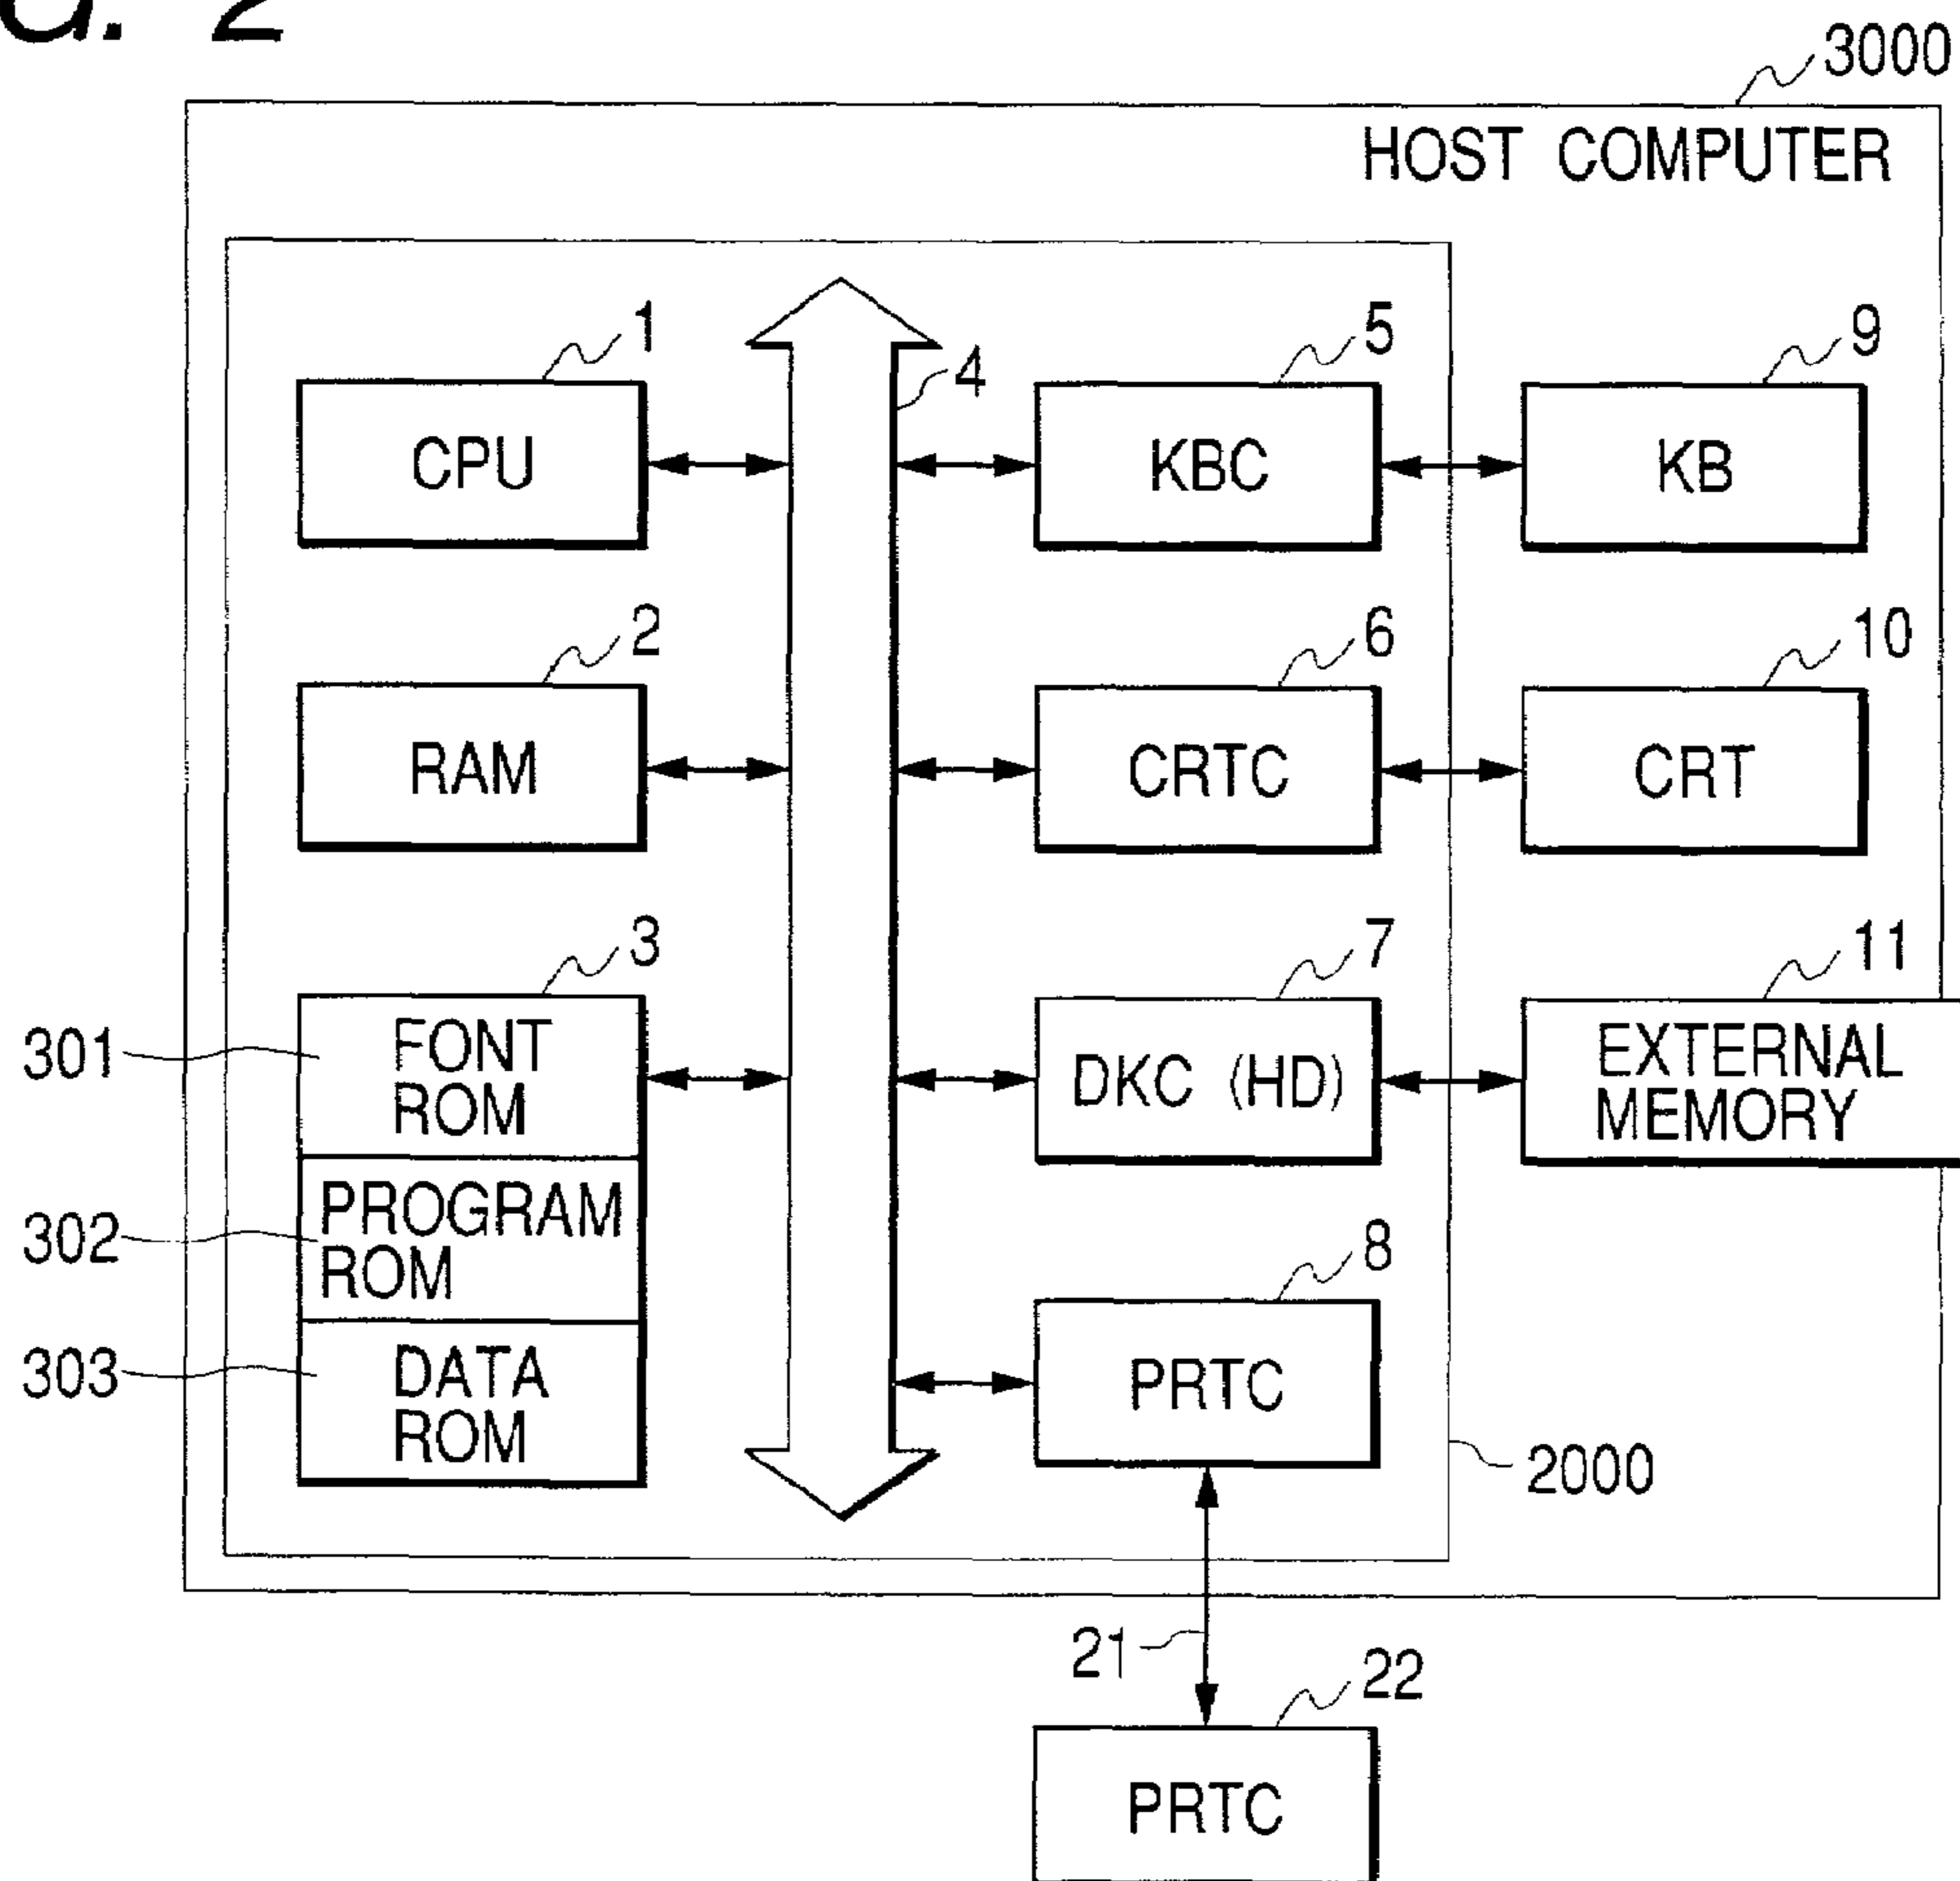 G. 2
3000
HOST COMPUTER
1
4
5
9
CPU
KBC
KB
2
6
10
RAM
CRTC
CRT
3
7
11
301
FONT
ROM
DKC (HD)
EXTERNAL
MEMORY
302
PROGRAM
ROM
8
303
DATA
ROM
PRTC
2000
21
22
PRTC